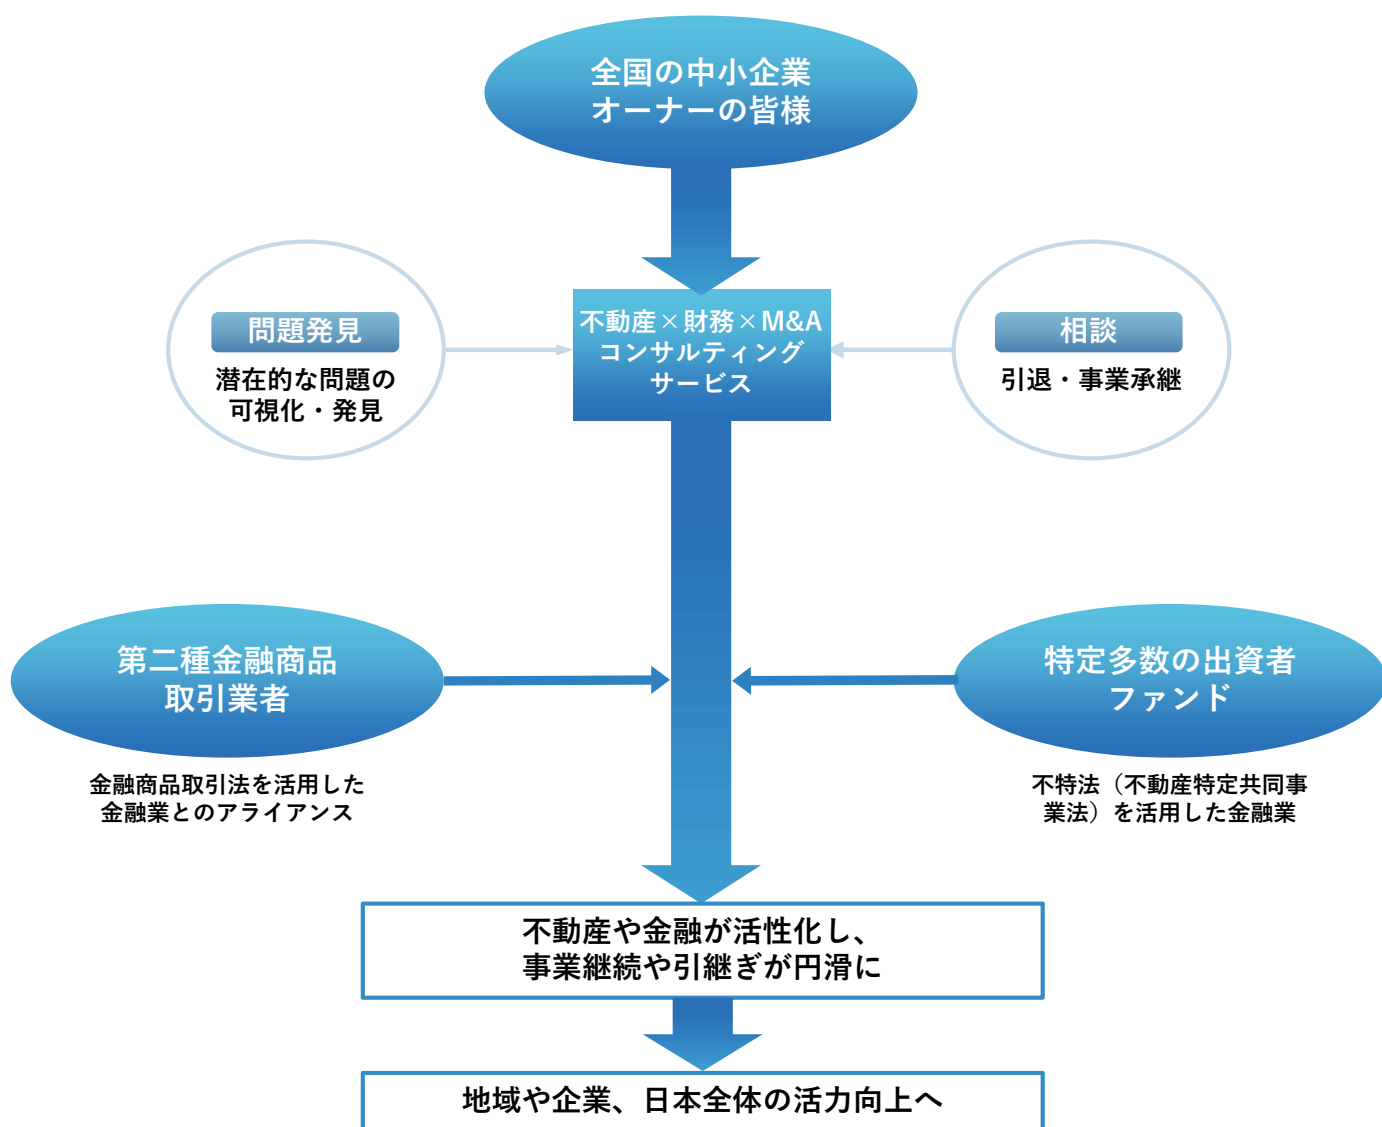 全国の中小企業
オーナーの皆様
問題発見
潜在的な問題の
可視化・発見
不動産×財務×M&A
コンサルティング
サービス
相談
引退・事業承継
第二種金融商品
取引業者
金融商品取引法を活用した
金融業とのアライアンス
特定多数の出資者
ファンド
不特法（不動産特定共同事
業法）を活用した金融業
不動産や金融が活性化し、
事業継続や引継ぎが円滑に
地域や企業、日本全体の活力向上へ